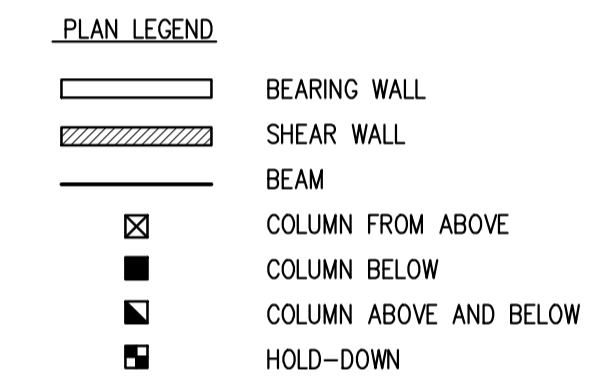 PLAN LEGEND
BEARING WALL
SHEAR WALL
BEAM
COLUMN FROM ABOVE
COLUMN BELOW
COLUMN ABOVE AND BELOW
HOLD-DOWN